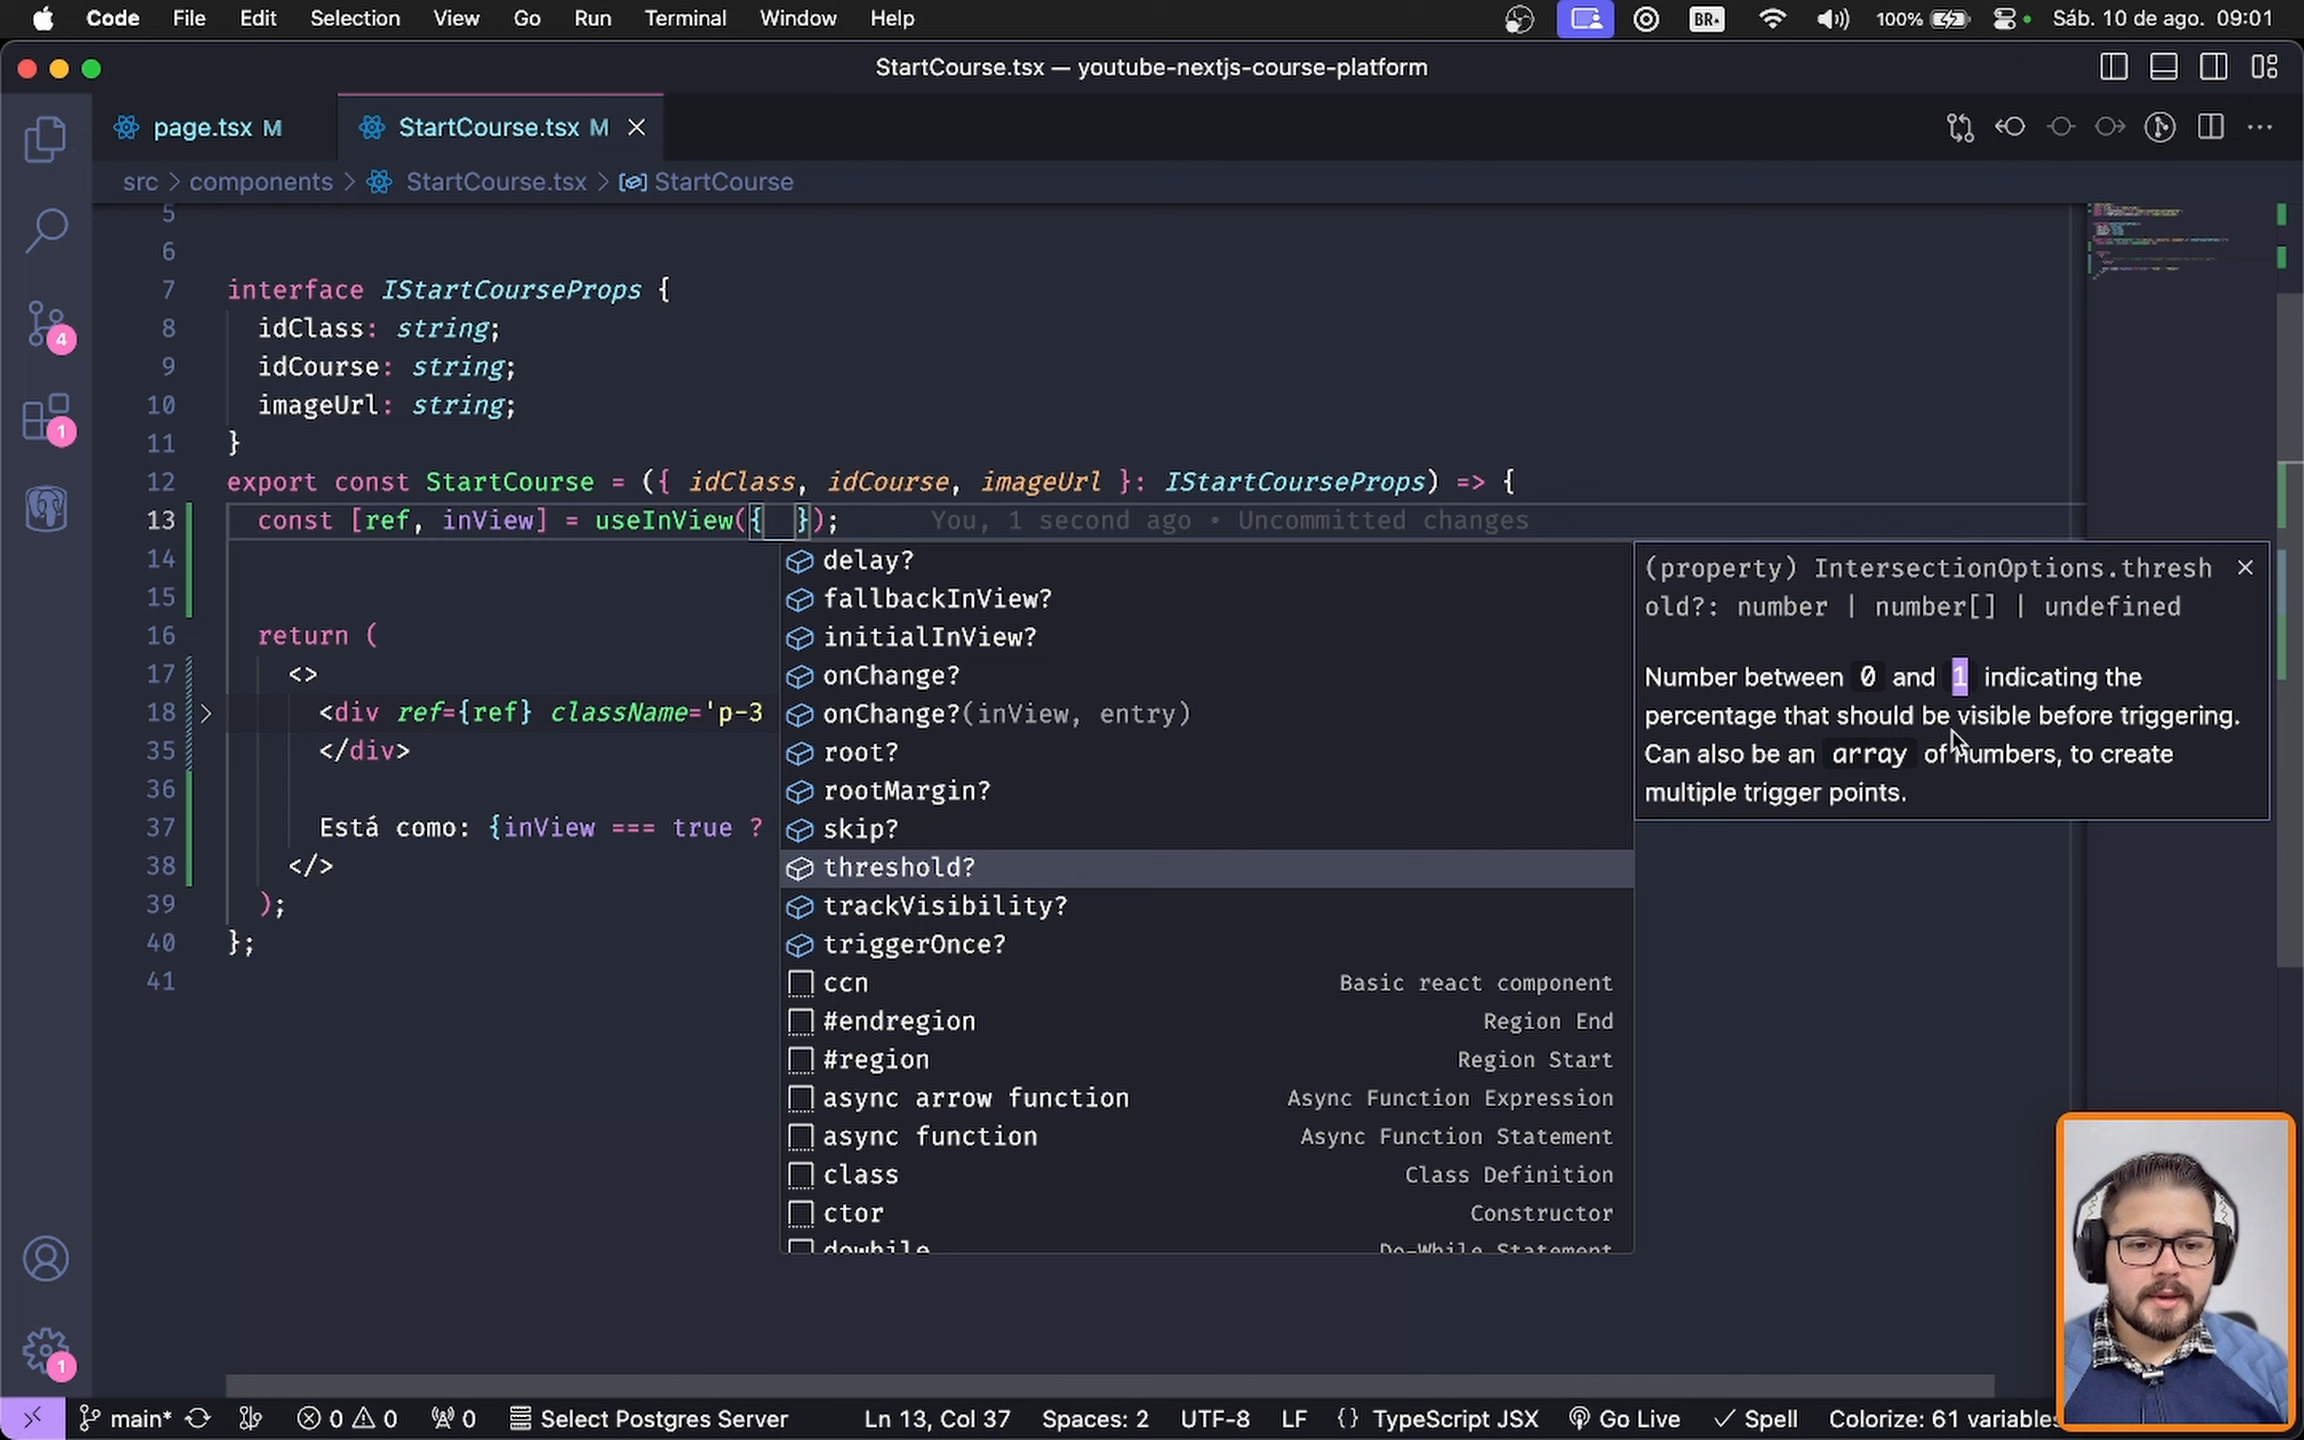 Code File Edit Selection View Go Run Terminal Window Help BR 100% Sáb. 10 de ago. 09:01
StartCourse.tsx — youtube-nextjs-course-platform
page.tsx M StartCourse.tsx M
src > components > StartCourse.tsx > StartCourse
5
6
7 interface IStartCourseProps {
8 idClass: string;
9 idCourse: string;
10 imageUrl: string;
11 }
12 export const StartCourse = ({ idClass, idCourse, imageUrl }: IStartCourseProps) => {
13 const [ref, inView] = useInView({ }); You, 1 second ago • Uncommitted changes
14
15
16 return (
17 <>
18 <div ref={ref} className='p-3
35 </div>
36
37 Está como: {inView === true ?
38 </>
39 );
40 };
41
delay?
fallbackInView?
initialInView?
onChange?
onChange?(inView, entry)
root?
rootMargin?
skip?
threshold?
trackVisibility?
triggerOnce?
ccn Basic react component
#endregion Region End
#region Region Start
async arrow function Async Function Expression
async function Async Function Statement
class Class Definition
ctor Constructor
dowhile Do-While Statement
(property) IntersectionOptions.thresh
old?: number | number[] | undefined
Number between 0 and 1 indicating the
percentage that should be visible before triggering.
Can also be an array of numbers, to create
multiple trigger points.
4
1
1
main* 0 0 0 Select Postgres Server Ln 13, Col 37 Spaces: 2 UTF-8 LF {} TypeScript JSX Go Live Spell Colorize: 61 variables